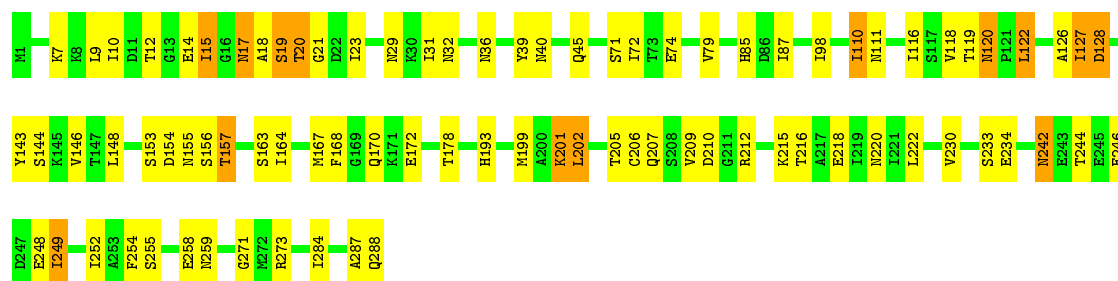 M1 K7 K8 L9 I10 D11 T12 G13 E14 I15 G16 N17 A18 S19 T20 G21 D22 I23 N29 K30 I31 N32 N36 Y39 N40 Q45 S71 I72 T73 E74 V79 H85 D86 I87 I98 I110 N111 I116 S117 V118 T119 N120 P121 L122 A126 I127 D128
Y143 S144 K145 V146 T147 L148 S153 D154 N155 S156 T157 S163 I164 M167 F168 G169 Q170 K171 E172 T178 H193 M199 A200 G201 L202 T205 C206 Q207 S208 V209 D210 G211 R212 K215 T216 A217 E218 I219 N220 I221 L222 V230 S233 E234 N242 E243 T244 E245
D247 E248 I249 I252 A253 F254 S255 E258 N259 G271 M272 R273 I284 A287 Q288